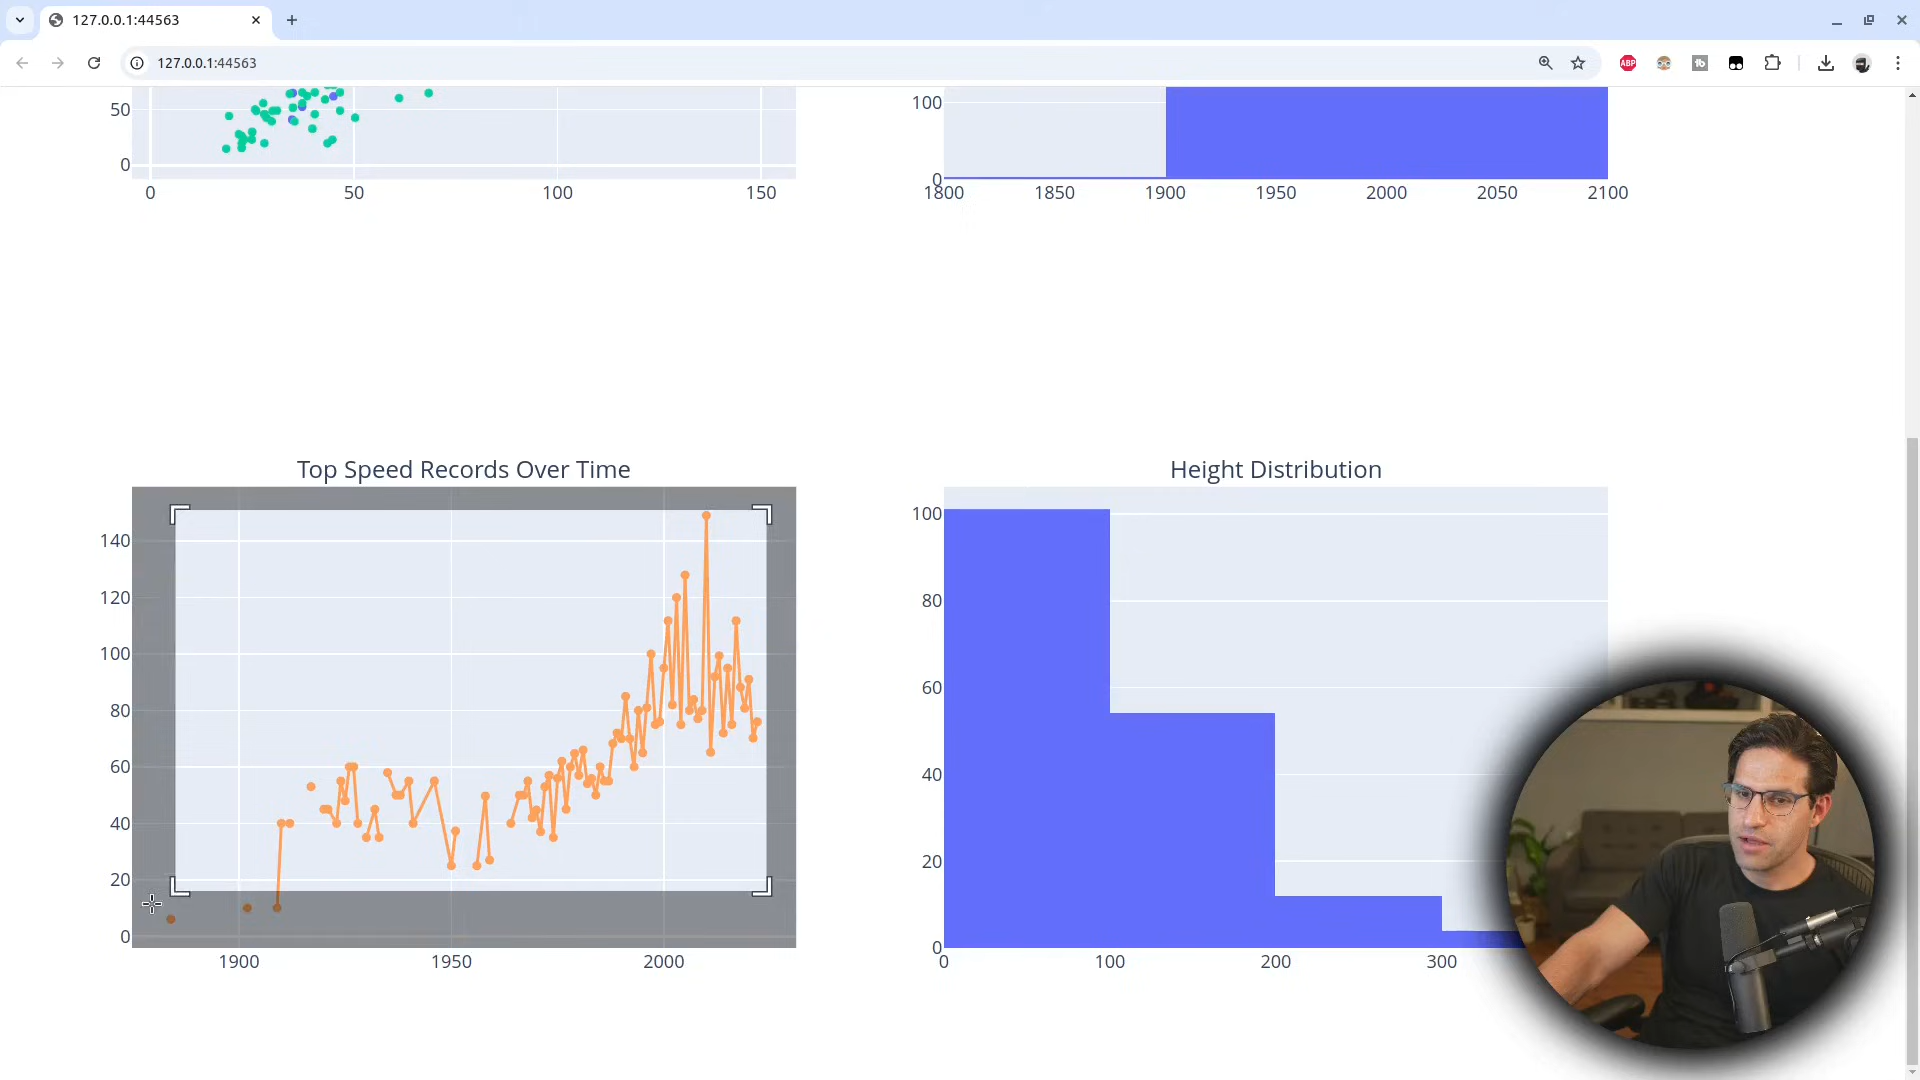 127.0.0.1:44563
127.0.0.1:44563
ABP
tb
50
0
0 50 100 150
100
0
1800 1850 1900 1950 2000 2050 2100
Top Speed Records Over Time
140
120
100
80
60
40
20
0
1900 1950 2000
Height Distribution
100
80
60
40
20
0
0 100 200 300